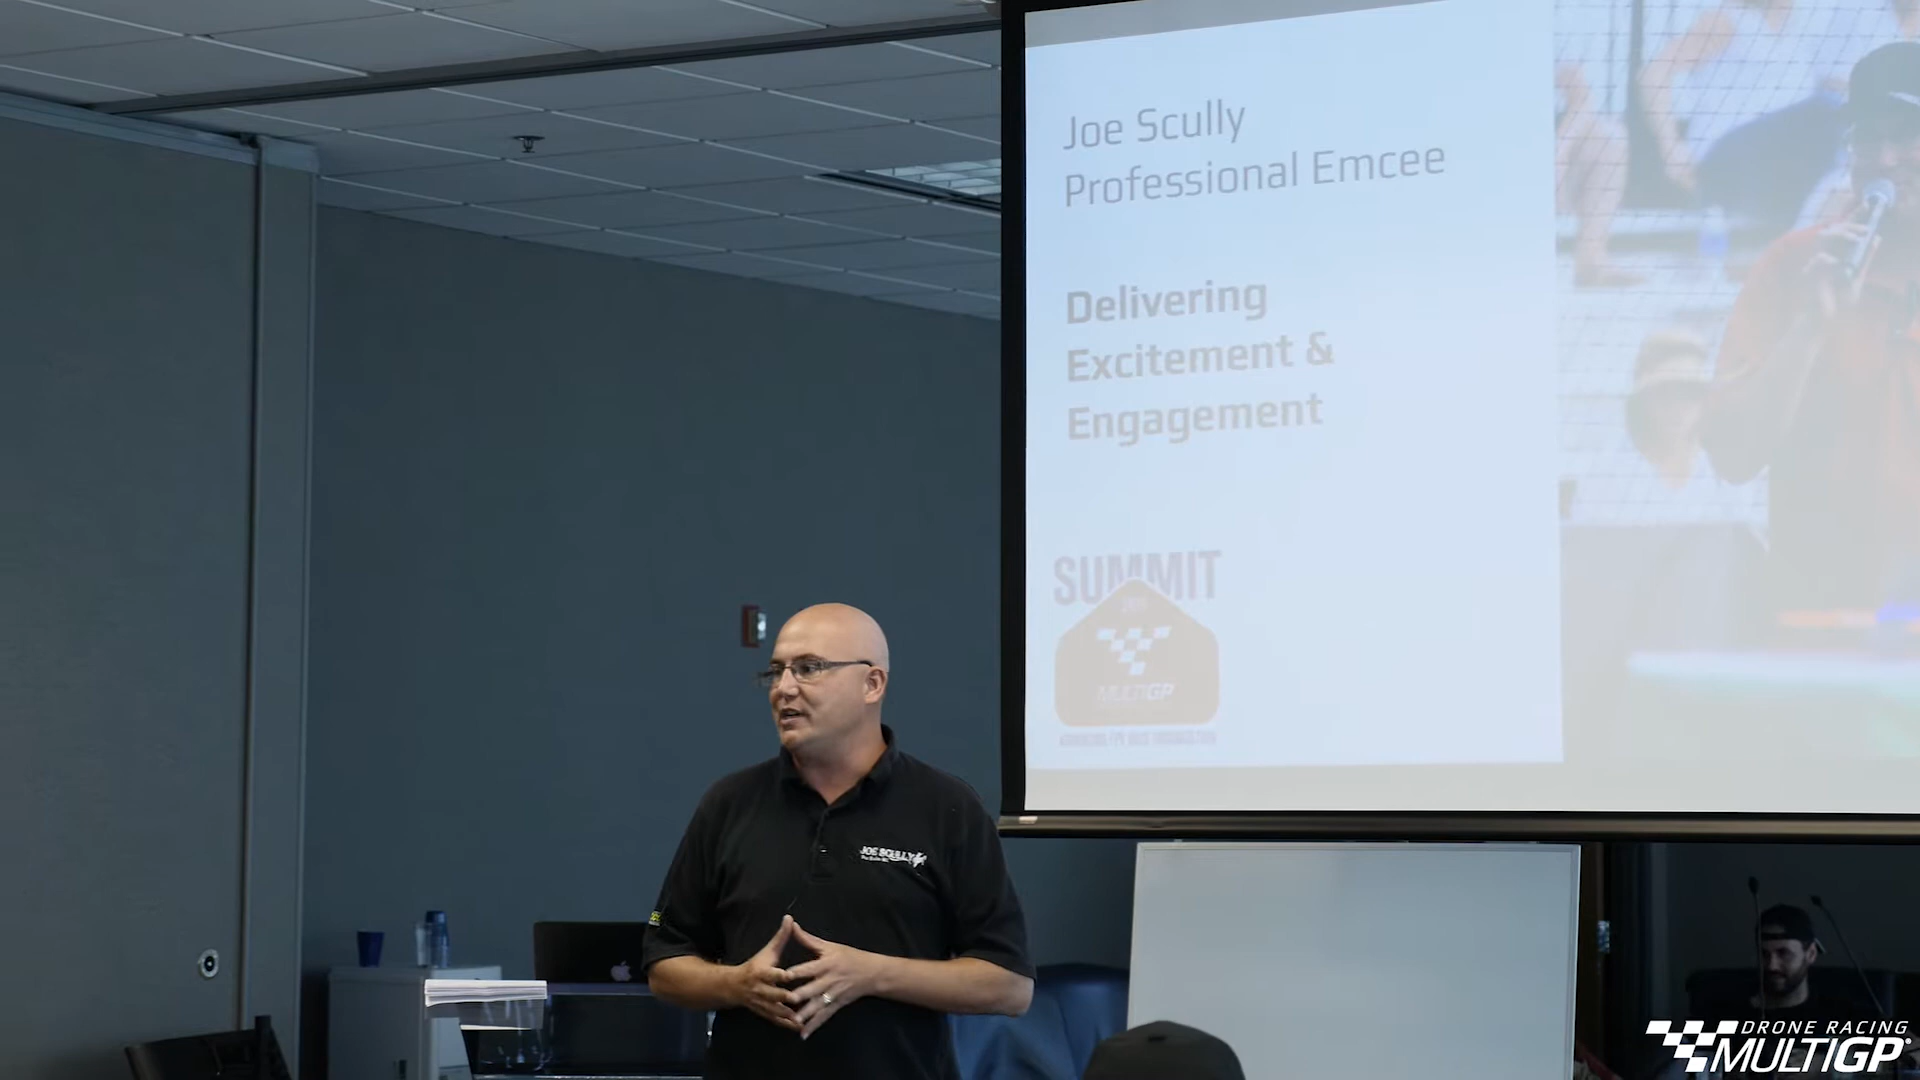 Joe Scully
Professional Emcee
Delivering
Excitement &
Engagement
SUMMIT
MULTIGP
JOE SCULLY
DRONE RACING
MULTIGP®